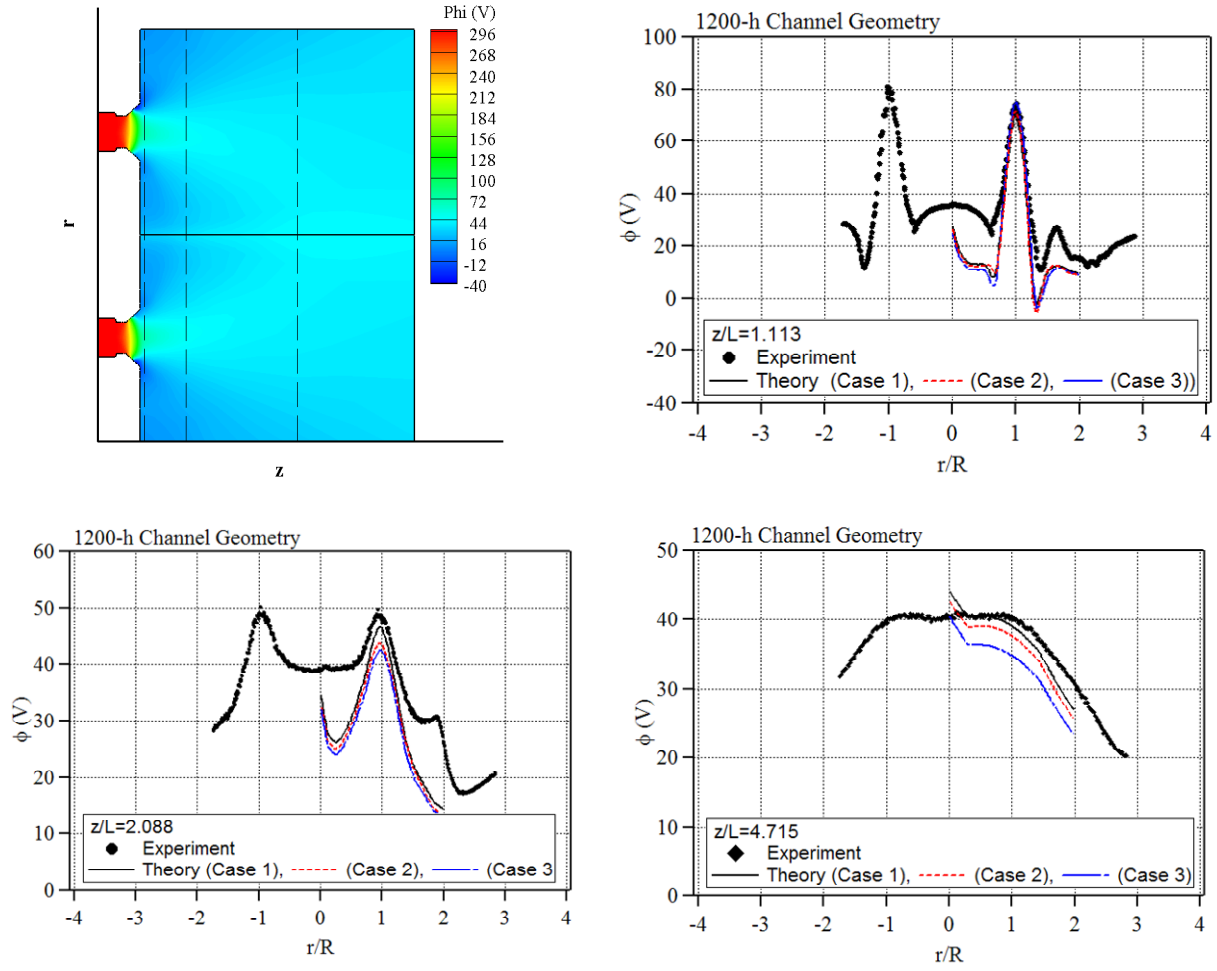 Phi (V)
296
268
240
212
184
156
128
100
72
44
16
-12
-40
r
z
1200-h Channel Geometry
100
80
60
40
20
0
-20
-40
ϕ (V)
z/L=1.113
Experiment
Theory (Case 1), (Case 2), (Case 3))
-4 -3 -2 -1 0 1 2 3 4
r/R
1200-h Channel Geometry
60
50
40
30
20
10
0
ϕ (V)
z/L=2.088
Experiment
Theory (Case 1), (Case 2), (Case 3
-4 -3 -2 -1 0 1 2 3 4
r/R
1200-h Channel Geometry
50
40
30
20
10
0
ϕ (V)
z/L=4.715
Experiment
Theory (Case 1), (Case 2), (Case 3)
-4 -3 -2 -1 0 1 2 3 4
r/R